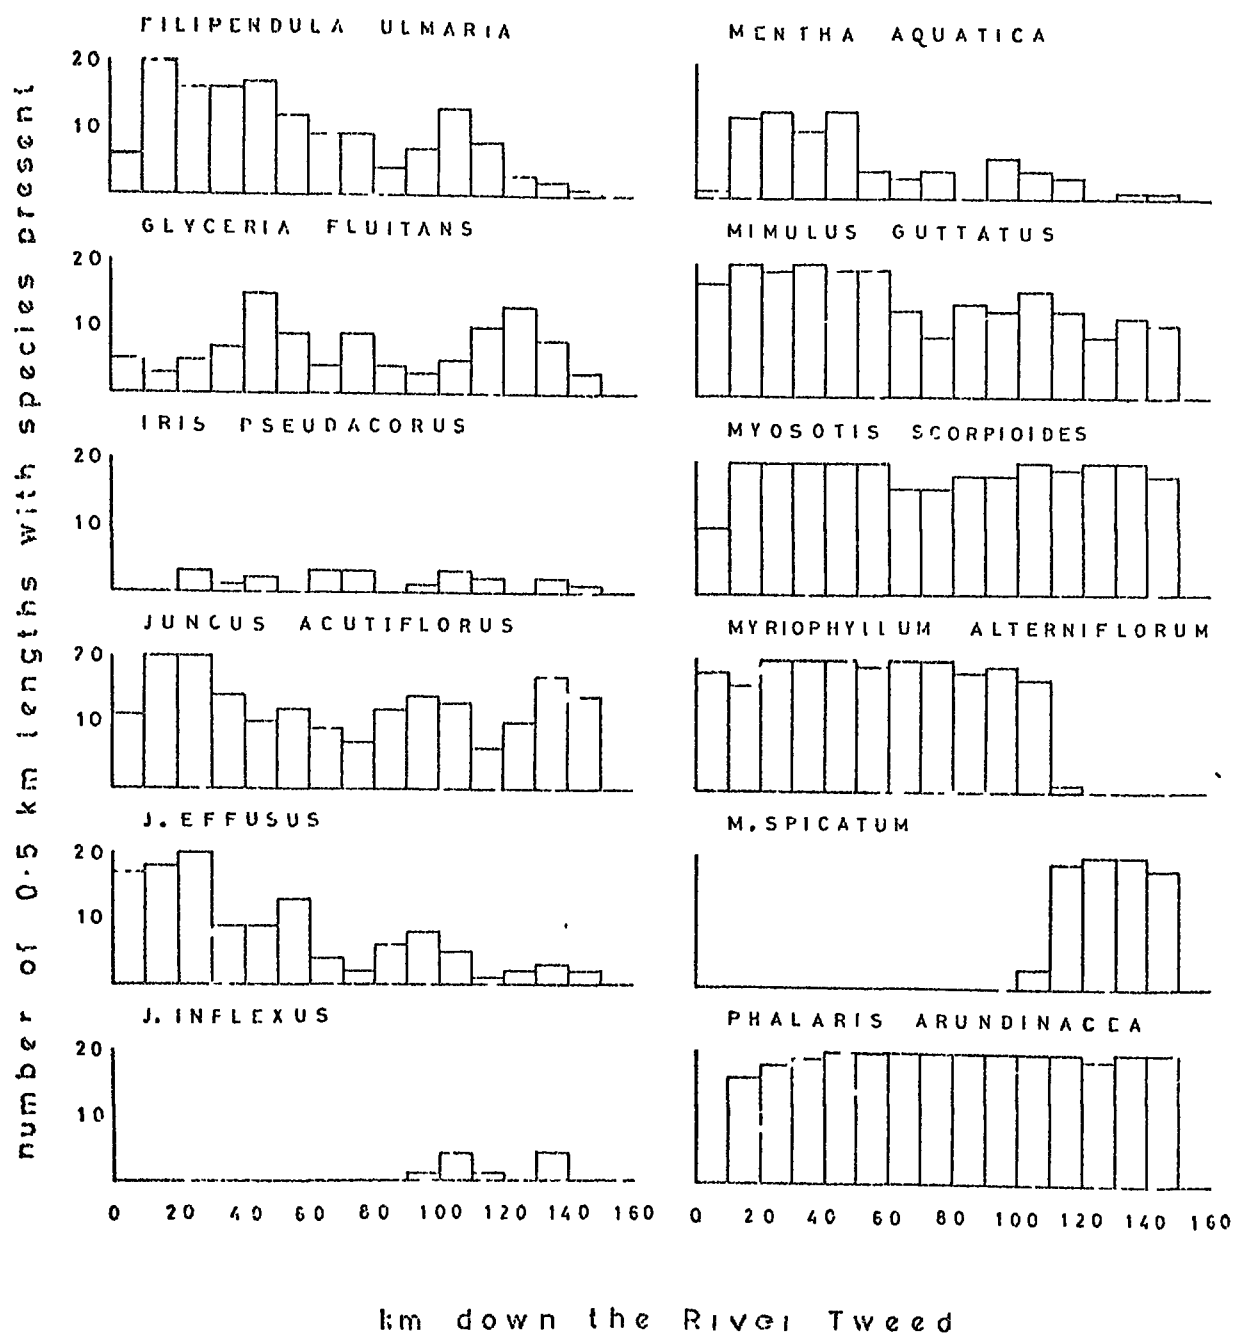 FILIPENDULA ULMARIA
20
10
GLYCERIA FLUITANS
20
10
IRIS PSEUDACORUS
20
10
JUNCUS ACUTIFLORUS
20
10
J. EFFUSUS
20
10
J. INFLEXUS
20
10
0 20 40 60 80 100 120 140 160
MENTHA AQUATICA
MIMULUS GUTTATUS
MYOSOTIS SCORPIOIDES
MYRIOPHYLLUM ALTERNIFLORUM
M. SPICATUM
PHALARIS ARUNDINACEA
0 20 40 60 80 100 120 140 160
number of 0·5 km lengths with species present
km down the River Tweed